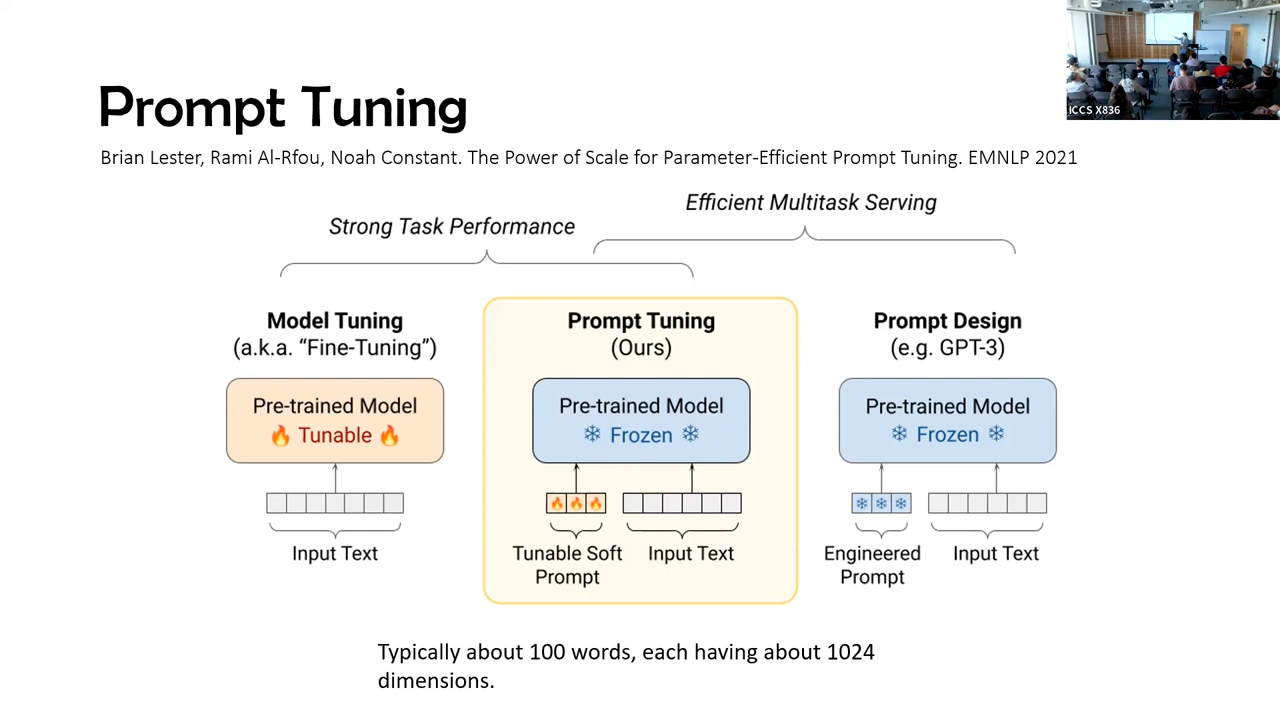 ICCS X836
Prompt Tuning
Brian Lester, Rami Al-Rfou, Noah Constant. The Power of Scale for Parameter-Efficient Prompt Tuning. EMNLP 2021
Efficient Multitask Serving
Strong Task Performance
Model Tuning
(a.k.a. “Fine-Tuning”)
Pre-trained Model
🔥 Tunable 🔥
Input Text
Prompt Tuning
(Ours)
Pre-trained Model
❄ Frozen ❄
Tunable Soft
Prompt
Input Text
Prompt Design
(e.g. GPT-3)
Pre-trained Model
❄ Frozen ❄
Engineered
Prompt
Input Text
Typically about 100 words, each having about 1024
dimensions.